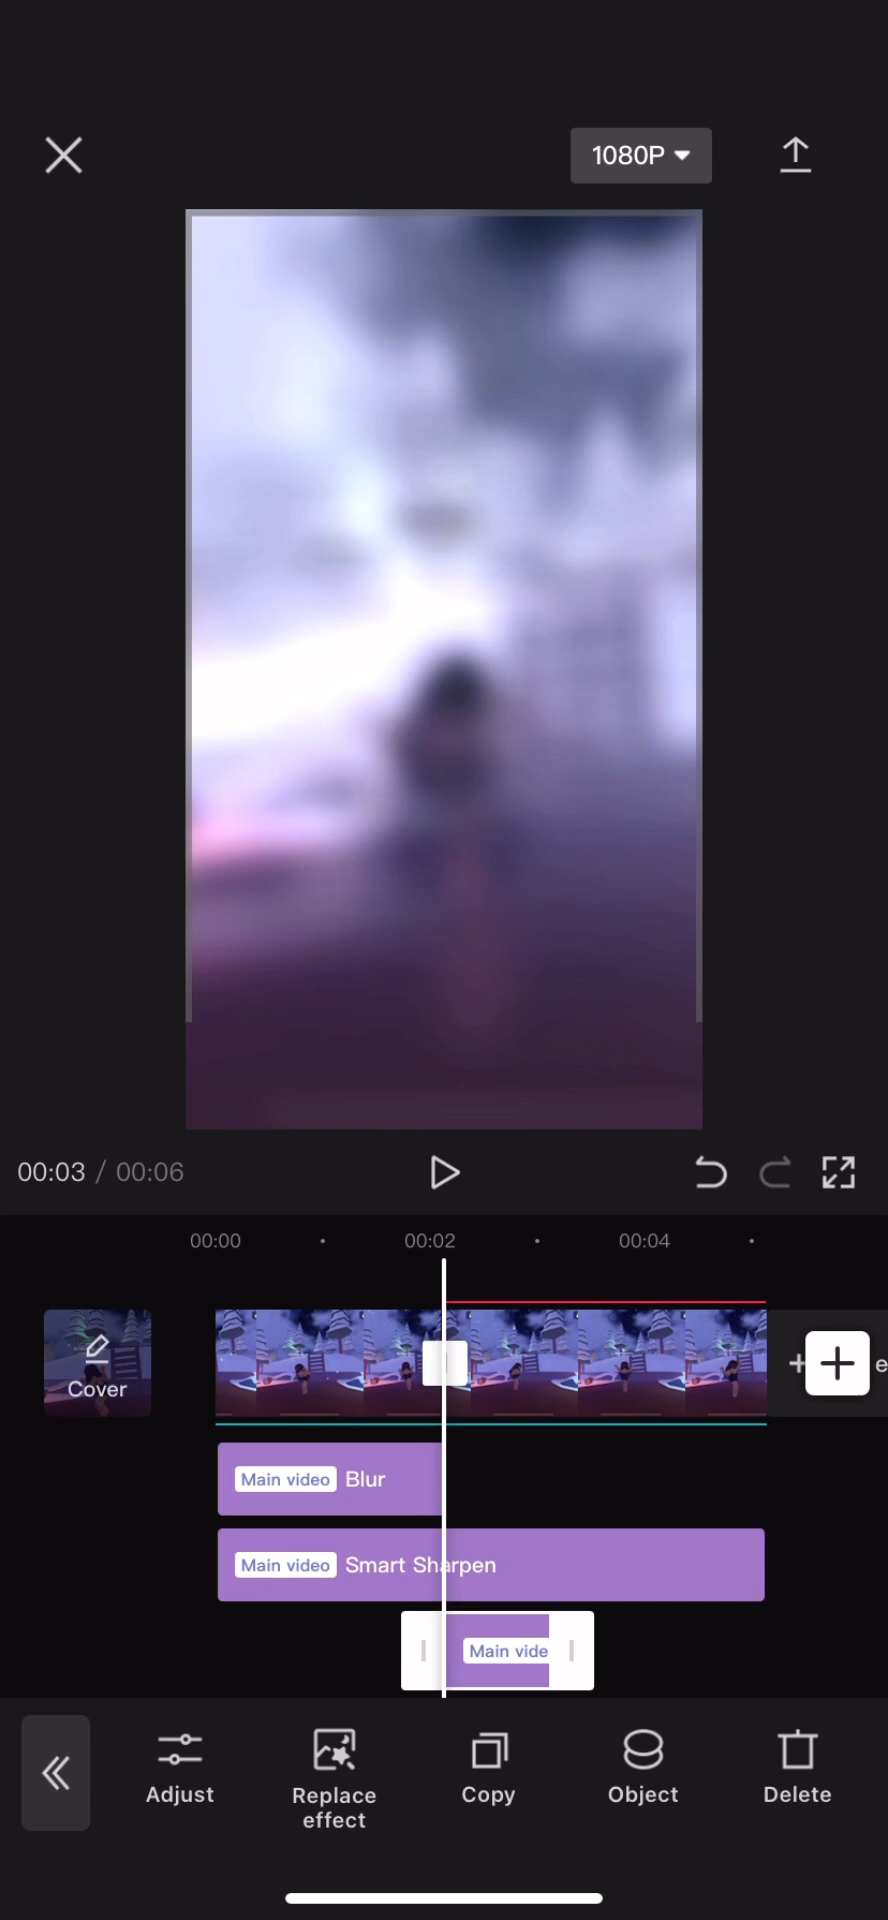 1080P
00:03 / 00:06
00:00 00:02 00:04
Cover
Main video Blur
Main video Smart Sharpen
Main vide
Adjust Replace effect Copy Object Delete